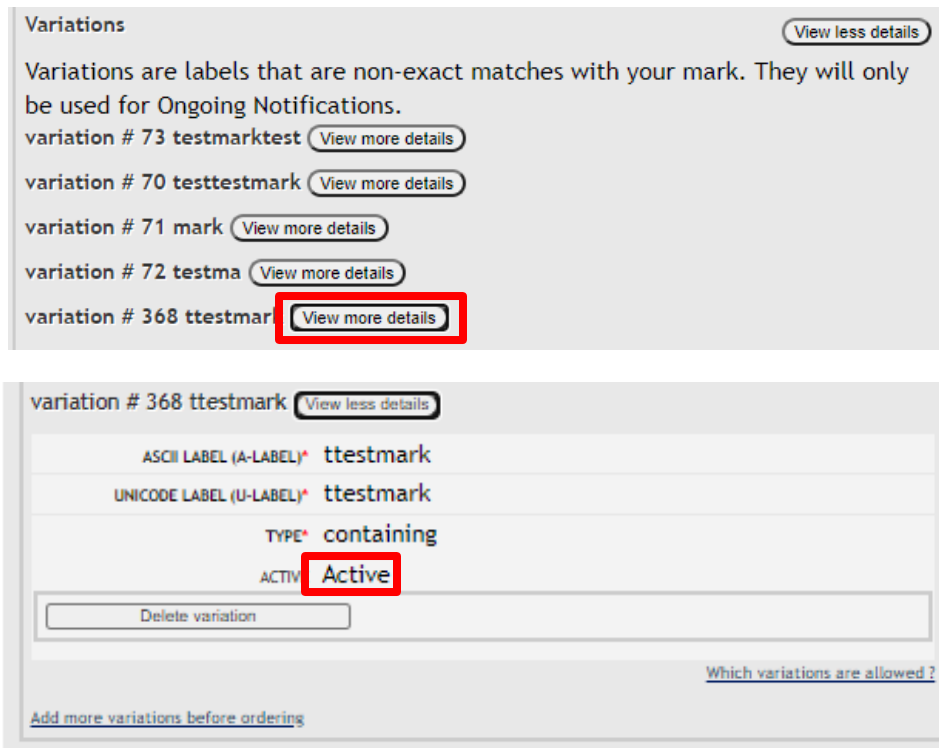 Variations
View less details
Variations are labels that are non-exact matches with your mark. They will only
be used for Ongoing Notifications.
variation # 73 testmarktest View more details
variation # 70 testtestmark View more details
variation # 71 mark View more details
variation # 72 testma View more details
variation # 368 ttestmark View more details
variation # 368 ttestmark View less details
ASCII LABEL (A-LABEL)* ttestmark
UNICODE LABEL (U-LABEL)* ttestmark
TYPE* containing
ACTIV Active
Delete variation
Which variations are allowed ?
Add more variations before ordering